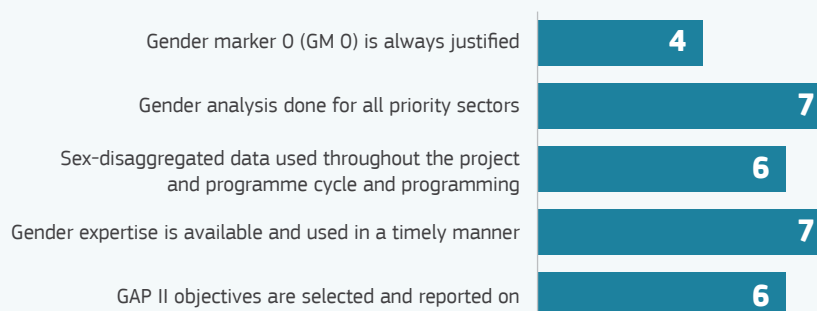 Gender marker 0 (GM 0) is always justified
4
Gender analysis done for all priority sectors
7
Sex-disaggregated data used throughout the project
and programme cycle and programming
6
Gender expertise is available and used in a timely manner
7
GAP II objectives are selected and reported on
6